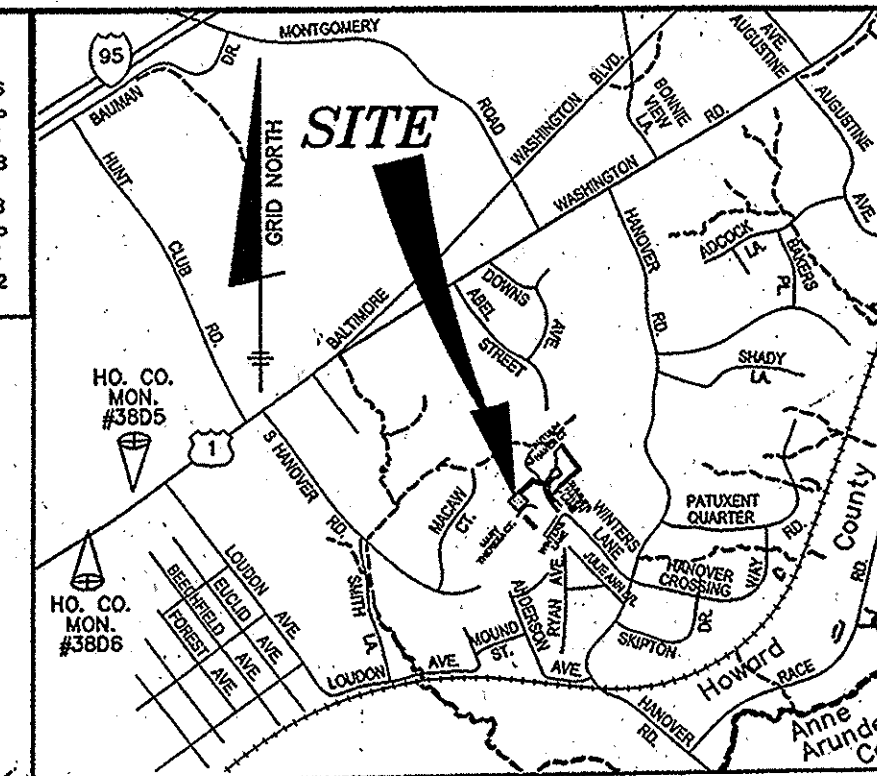 95
BAUMAN
DR.
MONTGOMERY
ROAD
HUNT
CLUB
RD.
GRID NORTH
SITE
WASHINGTON BLVD.
BONNIE
VIEW
LA.
AVE.
AUGUSTINE
AUGUSTINE
AVE
BALTIMORE
WASHINGTON
RD.
HANOVER
RD.
ADCOCK
LA.
BAKERS
PL.
ABEL
STREET
DOWNS
AVE.
SHADY
LA.
HO. CO.
MON.
#38D5
1
S HANOVER
RD.
MACAW
CT.
WINTERS
LANE
JULIE ANN
PATUXENT
QUARTER
RD.
HANOVER
CROSSING
WAY
SKIPTON
DR.
HO. CO.
MON.
#38D6
LOUDON
AVE
BEECHFIELD
AVE.
EUCLID
AVE.
FOREST
AVE.
SMITH
LA.
LOUDON
AVE.
MOUND
ST.
ANDERSON
AVE.
RYAN AVE
HANOVER
RD.
RACE
RD.
Howard
County
Anne